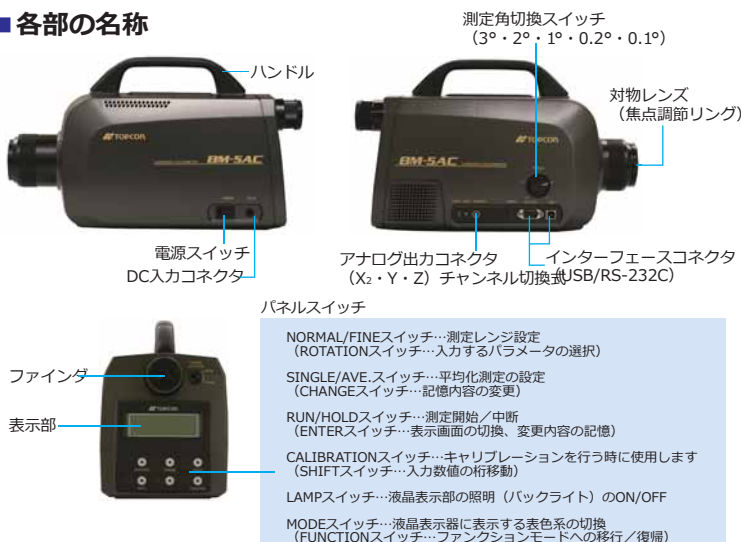 各部の名称
測定角切換スイッチ
（3°・2°・1°・0.2°・0.1°）
ハンドル
対物レンズ
（焦点調節リング）
TOPCON
BM-5AC
TOPCON
BM-5AC
電源スイッチ
DC入力コネクタ
アナログ出力コネクタ
（X₂・Y・Z）チャンネル切換式
インターフェースコネクタ
（USB/RS-232C）
パネルスイッチ
ファインダ
表示部
TOPCON
NORMAL/FINEスイッチ…測定レンジ設定
（ROTATIONスイッチ…入力するパラメータの選択）
SINGLE/AVE.スイッチ…平均化測定の設定
（CHANGEスイッチ…記憶内容の変更）
RUN/HOLDスイッチ…測定開始／中断
（ENTERスイッチ…表示画面の切換、変更内容の記憶）
CALIBRATIONスイッチ…キャリブレーションを行う時に使用します
（SHIFTスイッチ…入力数値の桁移動）
LAMPスイッチ…液晶表示部の照明（バックライト）のON/OFF
MODEスイッチ…液晶表示器に表示する表色系の切換
（FUNCTIONスイッチ…ファンクションモードへの移行／復帰）